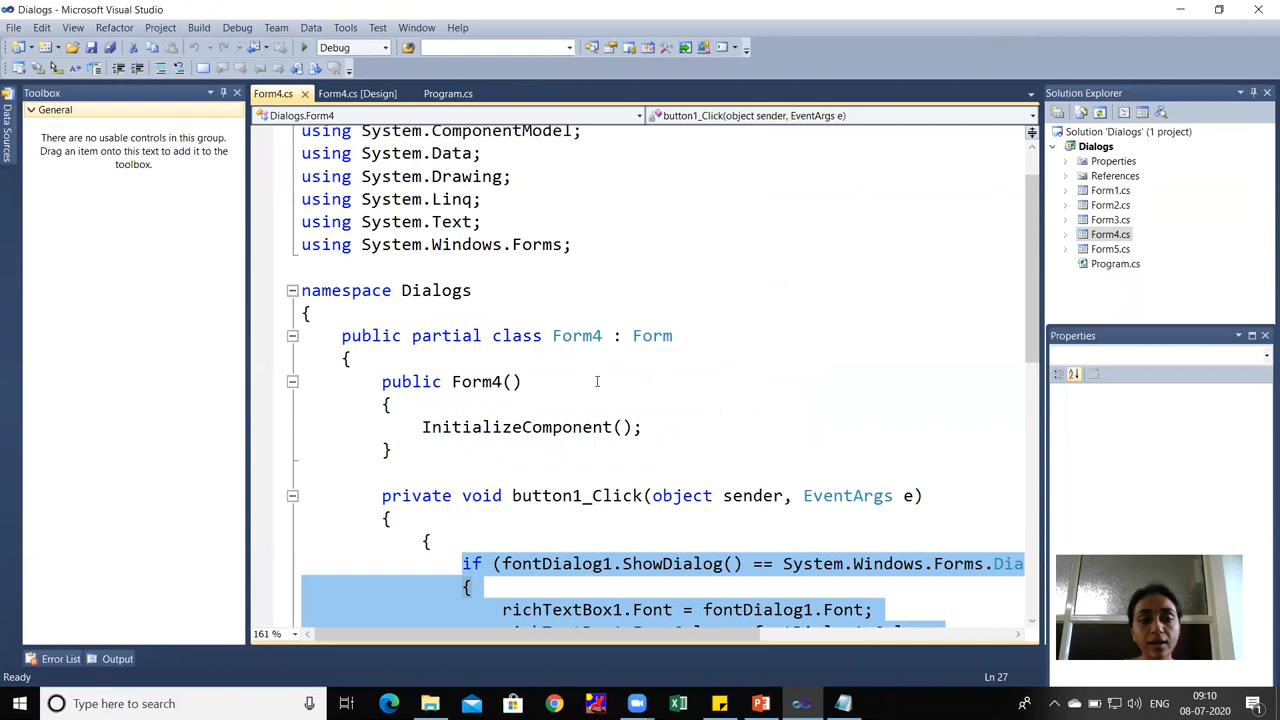 Dialogs - Microsoft Visual Studio
File Edit View Refactor Project Build Debug Team Data Tools Test Window Help
Debug
Toolbox
General
There are no usable controls in this group.
Drag an item onto this text to add it to the
toolbox.
Data Sources
Form4.cs Form4.cs [Design] Program.cs
Dialogs.Form4 button1_Click(object sender, EventArgs e)
using System.ComponentModel;
using System.Data;
using System.Drawing;
using System.Linq;
using System.Text;
using System.Windows.Forms;
namespace Dialogs
{
public partial class Form4 : Form
{
public Form4()
{
InitializeComponent();
}
private void button1_Click(object sender, EventArgs e)
{
{
if (fontDialog1.ShowDialog() == System.Windows.Forms.Dia
{
richTextBox1.Font = fontDialog1.Font;
161 %
Solution Explorer
Solution 'Dialogs' (1 project)
Dialogs
Properties
References
Form1.cs
Form2.cs
Form3.cs
Form4.cs
Form5.cs
Program.cs
Properties
Error List Output
Ready Ln 27
Type here to search
ENG
09:10
08-07-2020